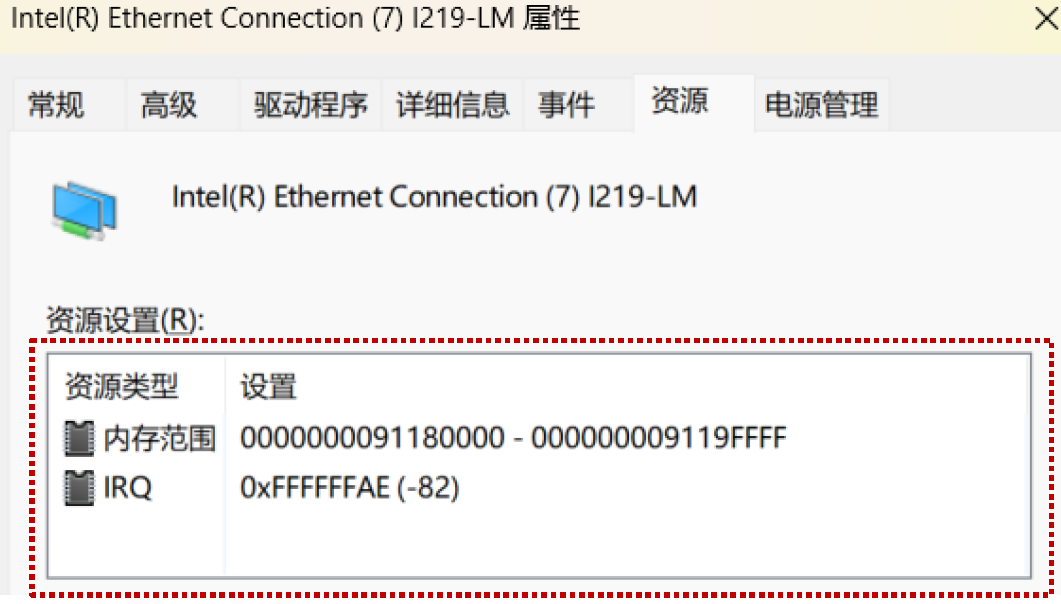 Intel(R) Ethernet Connection (7) I219-LM 属性
常规 高级 驱动程序 详细信息 事件 资源 电源管理
Intel(R) Ethernet Connection (7) I219-LM
资源设置(R):
资源类型 设置
内存范围 0000000091180000 - 000000009119FFFF
IRQ 0xFFFFFFAE (-82)